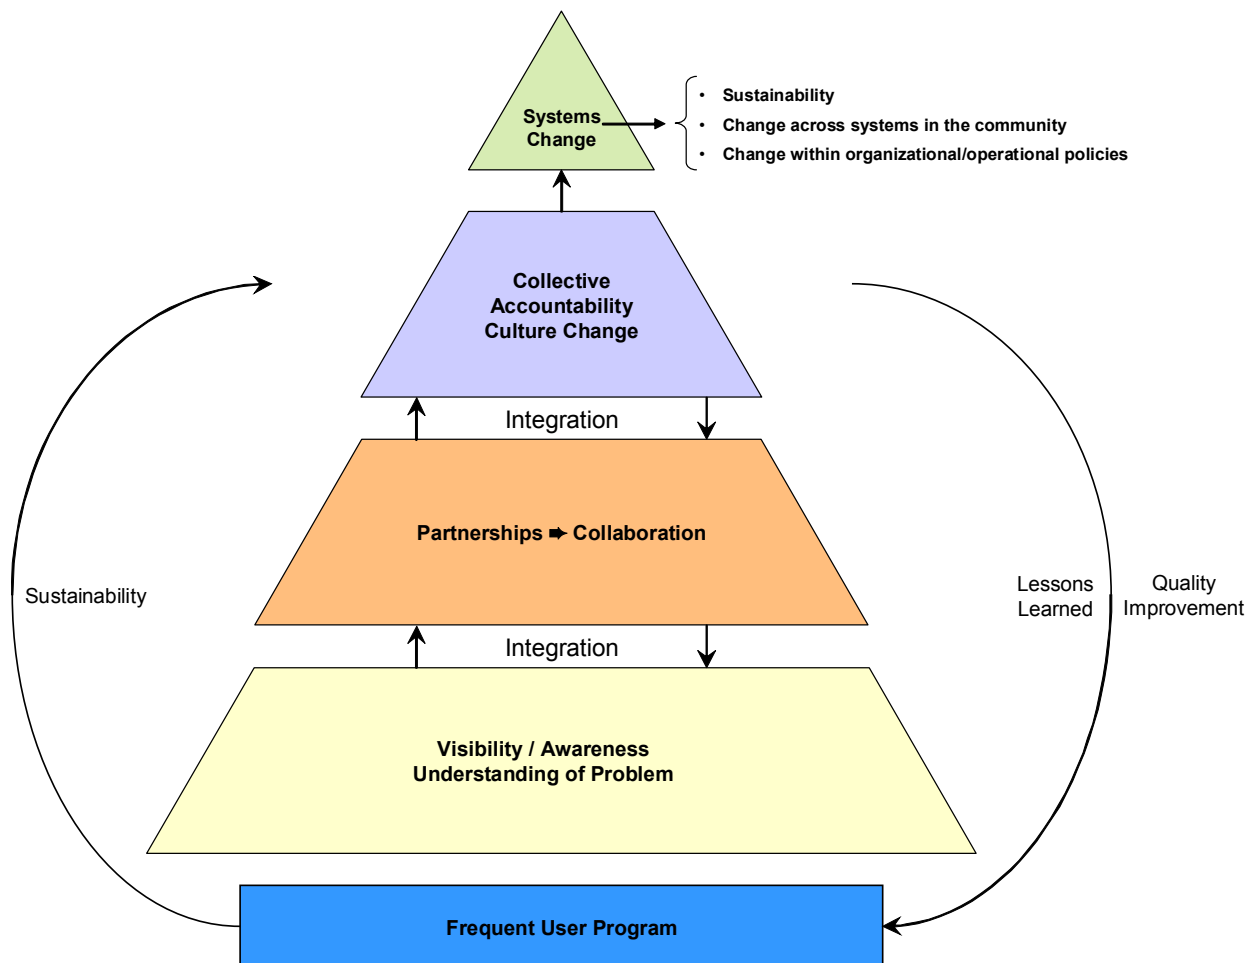 Systems
Change
• Sustainability
• Change across systems in the community
• Change within organizational/operational policies
Collective
Accountability
Culture Change
Integration
Partnerships ➨ Collaboration
Sustainability
Lessons
Learned
Quality
Improvement
Integration
Visibility / Awareness
Understanding of Problem
Frequent User Program